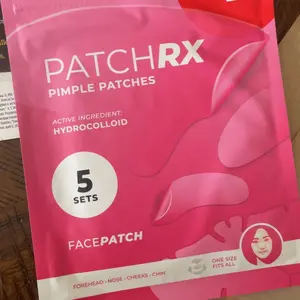 PATCHRX
PIMPLE PATCHES
ACTIVE INGREDIENT:
HYDROCOLLOID
5
SETS
FACEPATCH
ONE SIZE
FITS ALL
FOREHEAD • NOSE • CHEEKS • CHIN